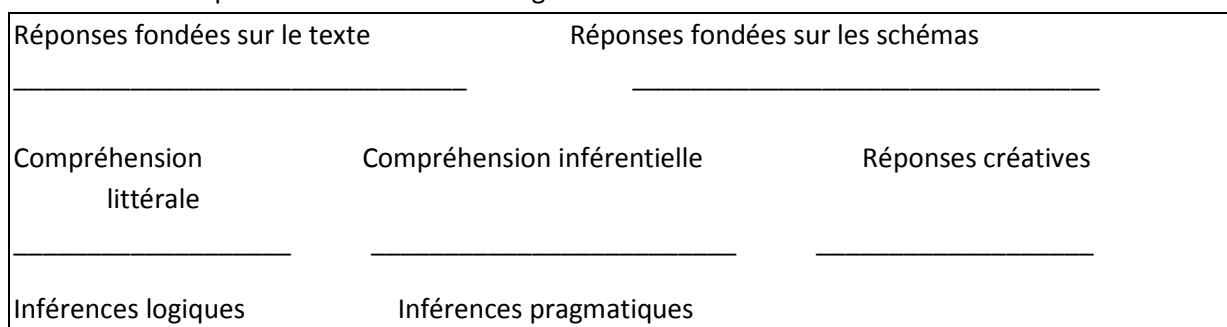 Réponses fondées sur le texte Réponses fondées sur les schémas
Compréhension littérale Compréhension inférentielle Réponses créatives
Inférences logiques Inférences pragmatiques